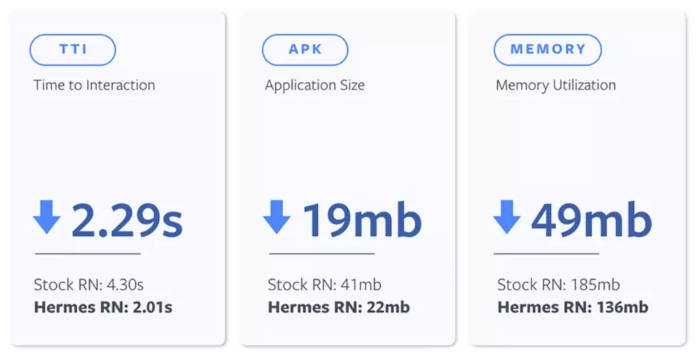 TTI
Time to Interaction
2.29s
Stock RN: 4.30s
Hermes RN: 2.01s
APK
Application Size
19mb
Stock RN: 41mb
Hermes RN: 22mb
MEMORY
Memory Utilization
49mb
Stock RN: 185mb
Hermes RN: 136mb